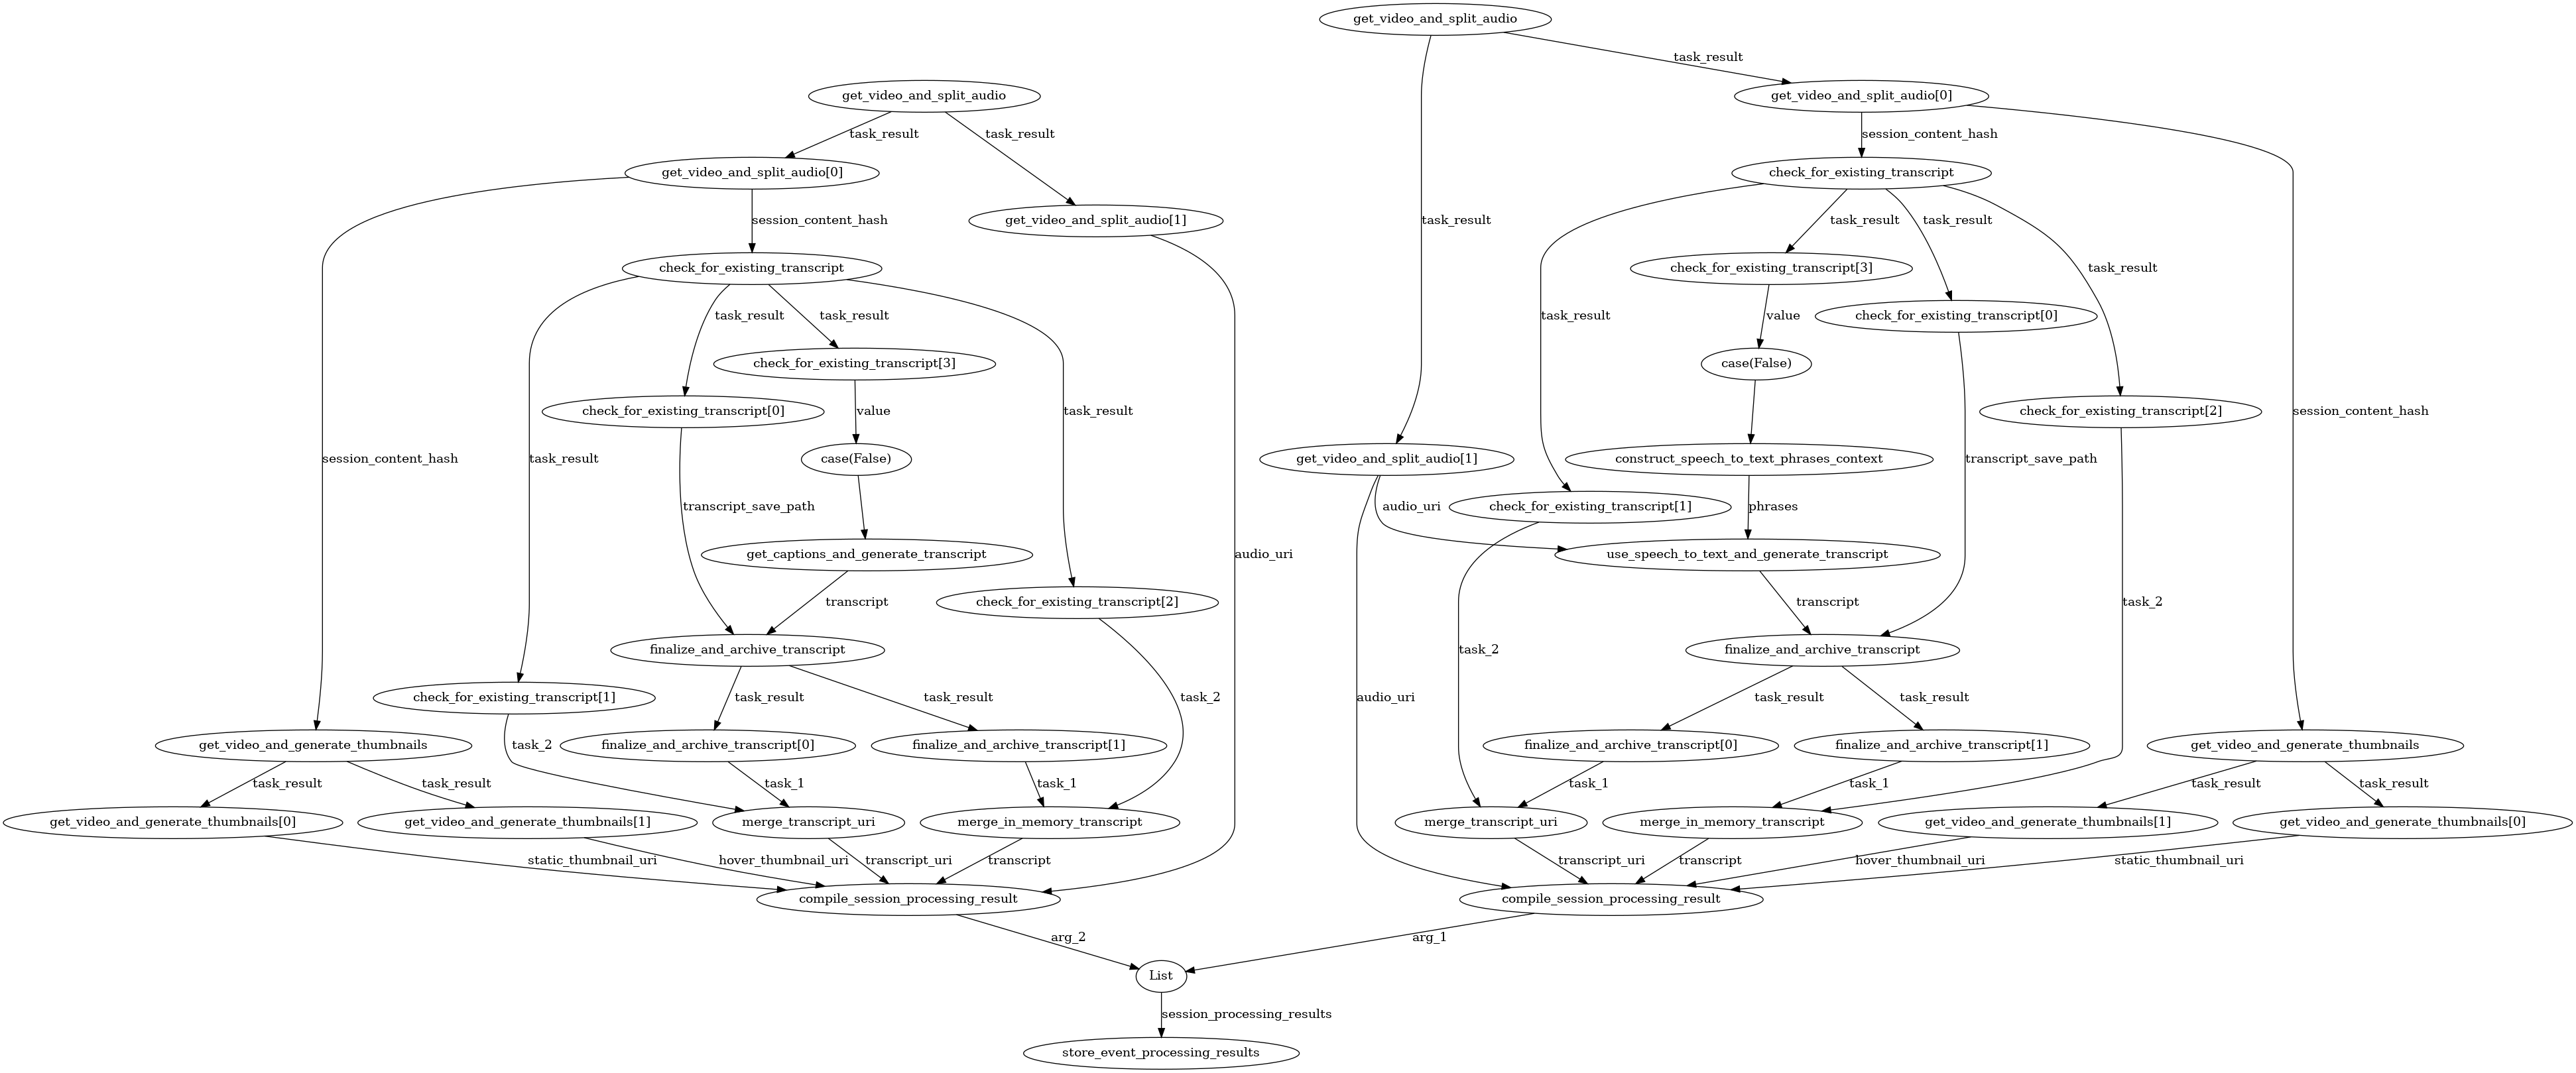 get_video_and_split_audio
task_result
get_video_and_split_audio
get_video_and_split_audio[0]
task_result
task_result
session_content_hash
get_video_and_split_audio[0]
check_for_existing_transcript
session_content_hash
get_video_and_split_audio[1]
task_result
task_result
task_result
check_for_existing_transcript
check_for_existing_transcript[3]
task_result
task_result
task_result
value
check_for_existing_transcript[0]
task_result
check_for_existing_transcript[3]
case(False)
check_for_existing_transcript[0]
value
task_result
check_for_existing_transcript[2]
session_content_hash
session_content_hash
task_result
case(False)
get_video_and_split_audio[1]
construct_speech_to_text_phrases_context
transcript_save_path
transcript_save_path
audio_uri
check_for_existing_transcript[1]
phrases
get_captions_and_generate_transcript
audio_uri
use_speech_to_text_and_generate_transcript
transcript
check_for_existing_transcript[2]
transcript
task_2
finalize_and_archive_transcript
task_2
finalize_and_archive_transcript
check_for_existing_transcript[1]
task_result
task_result
task_2
audio_uri
task_result
task_result
get_video_and_generate_thumbnails
task_2
finalize_and_archive_transcript[0]
finalize_and_archive_transcript[1]
finalize_and_archive_transcript[0]
finalize_and_archive_transcript[1]
get_video_and_generate_thumbnails
task_result
task_result
task_1
task_1
task_1
task_1
task_result
task_result
get_video_and_generate_thumbnails[0]
get_video_and_generate_thumbnails[1]
merge_transcript_uri
merge_in_memory_transcript
merge_transcript_uri
merge_in_memory_transcript
get_video_and_generate_thumbnails[1]
get_video_and_generate_thumbnails[0]
static_thumbnail_uri
hover_thumbnail_uri
transcript_uri
transcript
transcript_uri
transcript
hover_thumbnail_uri
static_thumbnail_uri
compile_session_processing_result
compile_session_processing_result
arg_2
arg_1
List
session_processing_results
store_event_processing_results